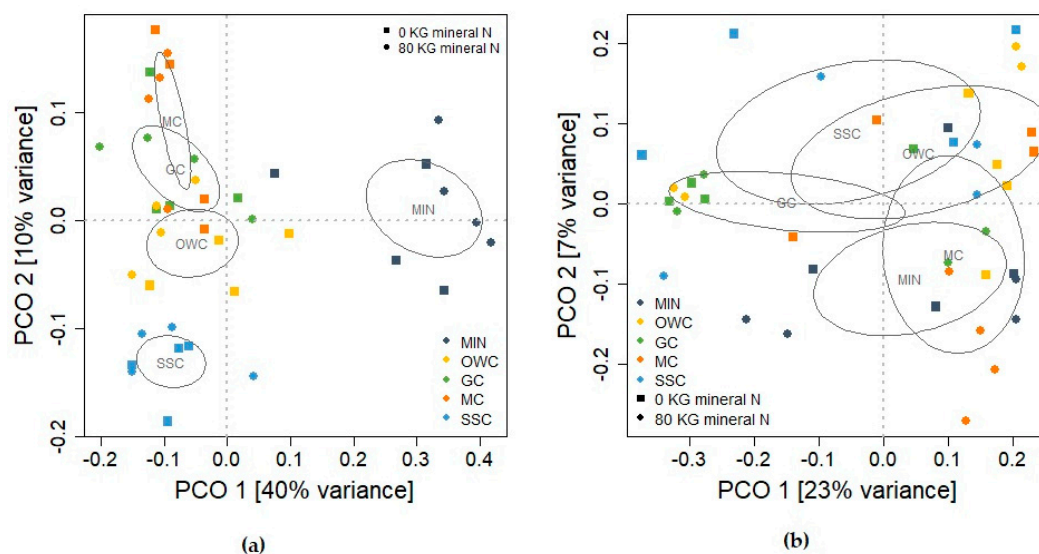 0 KG mineral N
80 KG mineral N
MC
GC
OWC
SSC
MIN
MIN
OWC
GC
MC
SSC
PCO 2 [10% variance]
0.1
0.0
-0.1
-0.2
-0.2 -0.1 0.0 0.1 0.2 0.3 0.4
PCO 1 [40% variance]
(a)
SSC
OWC
GC
MC
MIN
MIN
OWC
GC
MC
SSC
0 KG mineral N
80 KG mineral N
PCO 2 [7% variance]
0.2
0.1
0.0
-0.1
-0.2
-0.3 -0.2 -0.1 0.0 0.1 0.2
PCO 1 [23% variance]
(b)